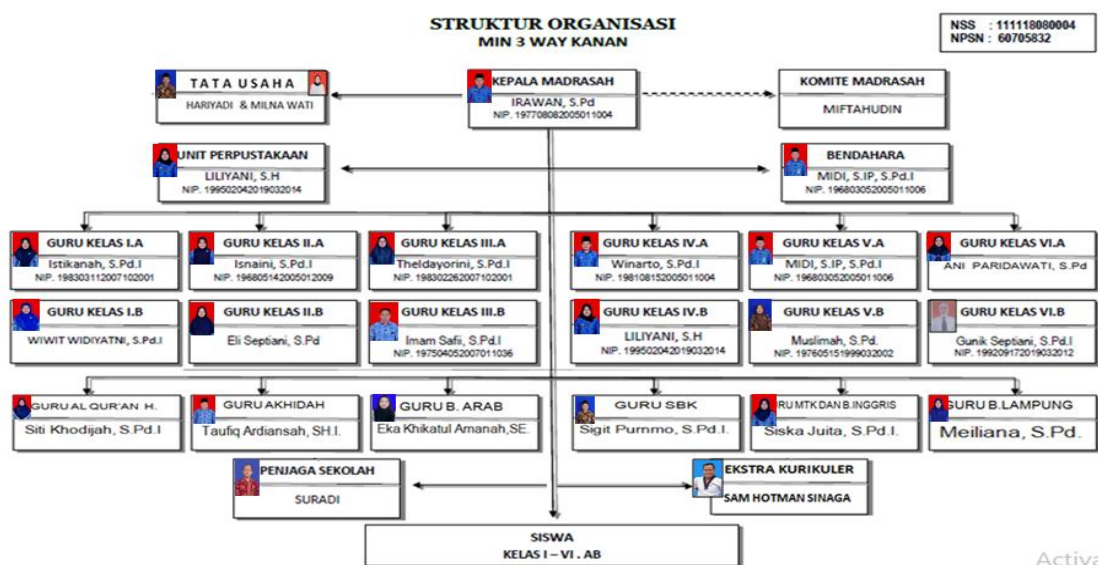 STRUKTUR ORGANISASI
MIN 3 WAY KANAN
NSS : 111118080004
NPSN : 60705832
TATA USAHA
HARIYADI & MILNA WATI
KEPALA MADRASAH
IRAWAN, S.Pd
NIP. 197708082005011004
KOMITE MADRASAH
MIFTAHUDIN
UNIT PERPUSTAKAAN
LILIYANI, S.H
NIP. 199502042019032014
BENDAHARA
MIDI, S.IP, S.Pd.I
NIP. 196803052005011006
GURU KELAS I.A
Istikanah, S.Pd.I
NIP. 198303112007102001
GURU KELAS II.A
Isnaini, S.Pd.I
NIP. 196805142005012009
GURU KELAS III.A
Theldayorini, S.Pd.I
NIP. 198302262007102001
GURU KELAS IV.A
Winarto, S.Pd.I
NIP. 198108152005011004
GURU KELAS V.A
MIDI, S.IP, S.Pd.I
NIP. 196803052005011006
GURU KELAS VI.A
ANI PARIDAWATI, S.Pd
GURU KELAS I.B
WIWIT WIDIYATNI, S.Pd.I
GURU KELAS II.B
Eli Septiani, S.Pd
GURU KELAS III.B
Imam Safii, S.Pd.I
NIP. 197504052007011036
GURU KELAS IV.B
LILIYANI, S.H
NIP. 199502042019032014
GURU KELAS V.B
Muslimah, S.Pd.
NIP. 197605151999032002
GURU KELAS VI.B
Gunik Septiani, S.Pd.I
NIP. 199209172019032012
GURU AL QUR'AN H.
Siti Khodijah, S.Pd.I
GURU AKHIDAH
Taufiq Ardiansah, SH.I.
GURU B. ARAB
Eka Khikatul Amanah,SE.
GURU SBK
Sigit Purnmo, S.Pd.I.
GURU MTK DAN B.INGGRIS
Siska Juita, S.Pd.I.
GURU B.LAMPUNG
Meiliana, S.Pd.
PENJAGA SEKOLAH
SURADI
EKSTRA KURIKULER
SAM HOTMAN SINAGA
SISWA
KELAS I – VI . AB
Activa